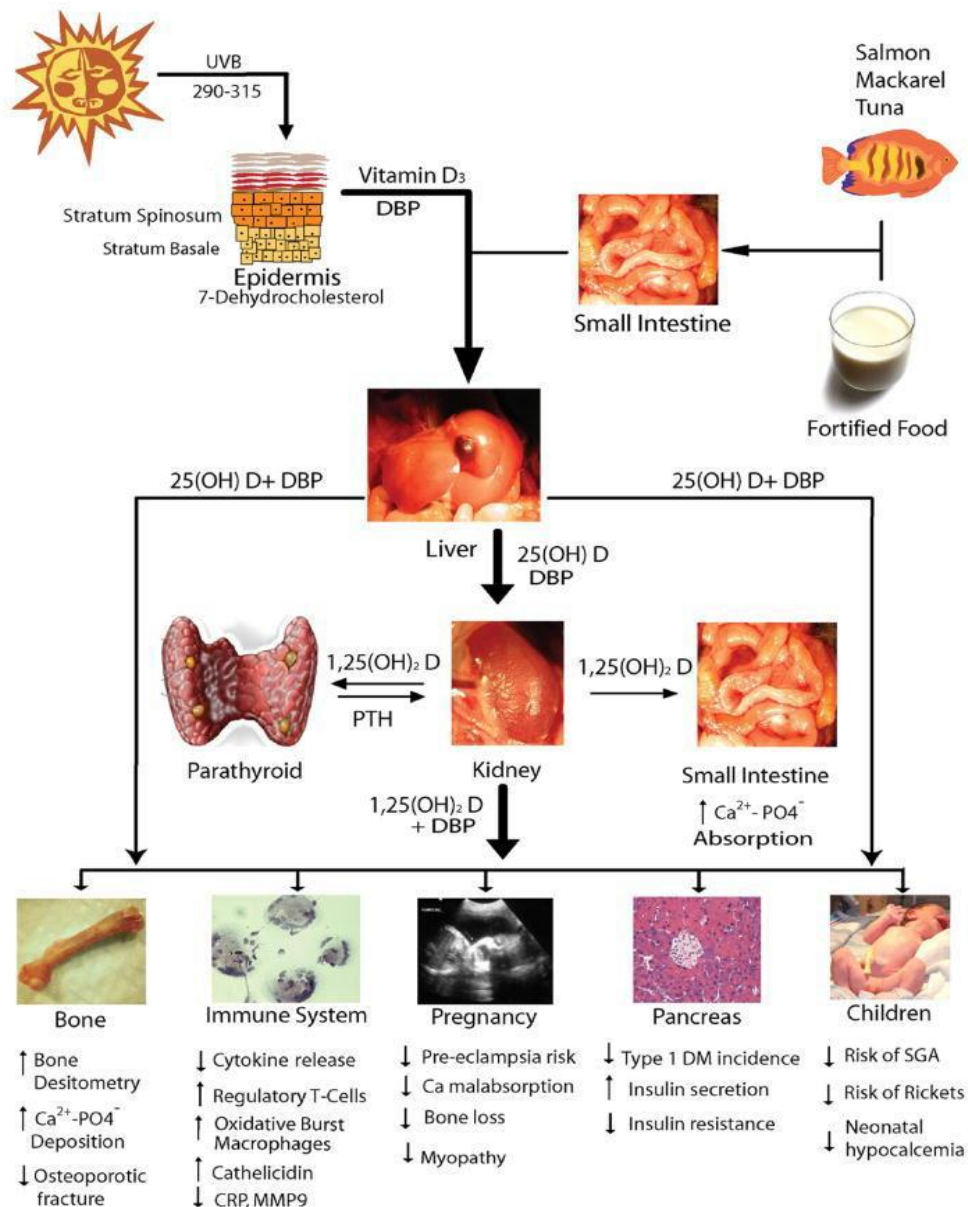 UVB
290-315
Salmon
Mackarel
Tuna
Stratum Spinosum
Stratum Basale
Epidermis
7-Dehydrocholesterol
Vitamin D₃
DBP
Small Intestine
Fortified Food
25(OH) D+ DBP
25(OH) D+ DBP
Liver
25(OH) D
DBP
1,25(OH)₂ D
PTH
1,25(OH)₂ D
Parathyroid
Kidney
Small Intestine
↑ Ca²⁺- PO4⁻
Absorption
1,25(OH)₂ D
+ DBP
Bone
↑ Bone
Desitometry
↑ Ca²⁺-PO4⁻
Deposition
↓ Osteoporotic
fracture
Immune System
↓ Cytokine release
↑ Regulatory T-Cells
↑ Oxidative Burst
Macrophages
↑ Cathelicidin
↓ CRP, MMP9
Pregnancy
↓ Pre-eclampsia risk
↓ Ca malabsorption
↓ Bone loss
↓ Myopathy
Pancreas
↓ Type 1 DM incidence
↑ Insulin secretion
↓ Insulin resistance
Children
↓ Risk of SGA
↓ Risk of Rickets
↓ Neonatal
hypocalcemia